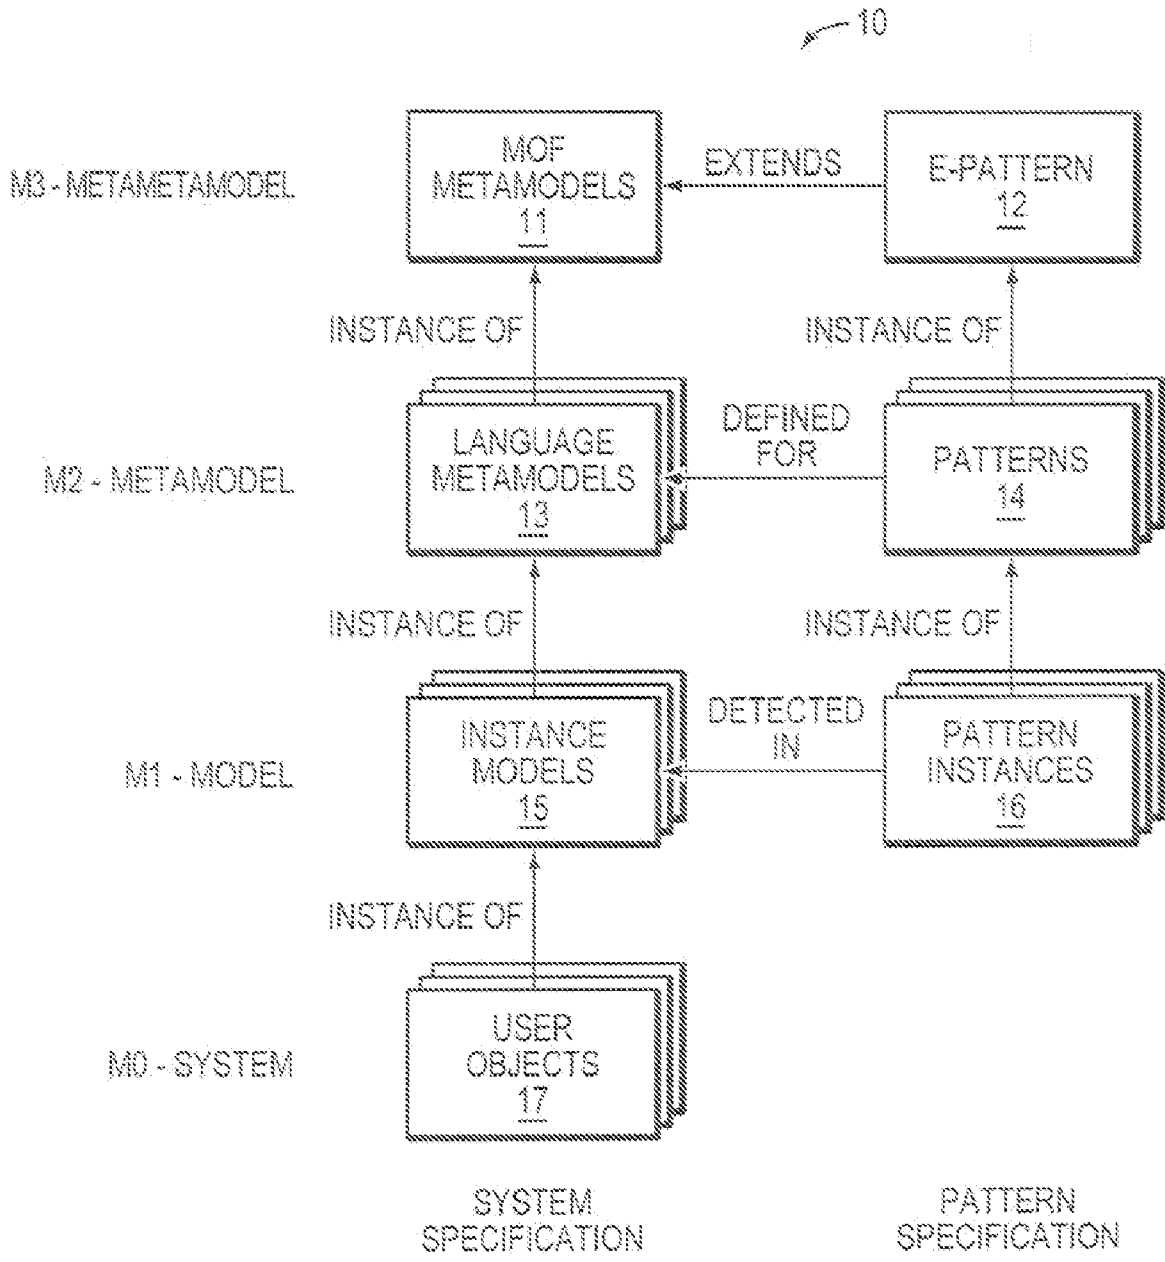 10
M3 - METAMETAMODEL
MOF
METAMODELS
11
EXTENDS
E-PATTERN
12
INSTANCE OF
INSTANCE OF
M2 - METAMODEL
LANGUAGE
METAMODELS
13
DEFINED
FOR
PATTERNS
14
INSTANCE OF
INSTANCE OF
M1 - MODEL
INSTANCE
MODELS
15
DETECTED
IN
PATTERN
INSTANCES
16
INSTANCE OF
M0 - SYSTEM
USER
OBJECTS
17
SYSTEM
SPECIFICATION
PATTERN
SPECIFICATION